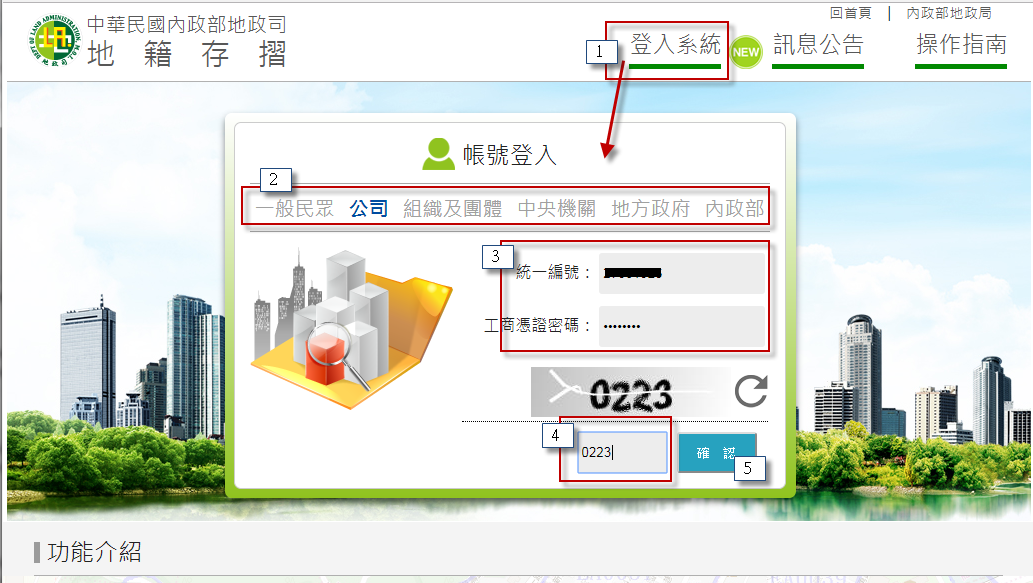 回首頁 | 內政部地政局
中華民國內政部地政司
地籍存摺
1
登入系統
NEW
訊息公告
操作指南
帳號登入
2
一般民眾 公司 組織及團體 中央機關 地方政府 內政部
3
統一編號：
工商憑證密碼： ••••••••
0223
4
0223
確 認
5
功能介紹